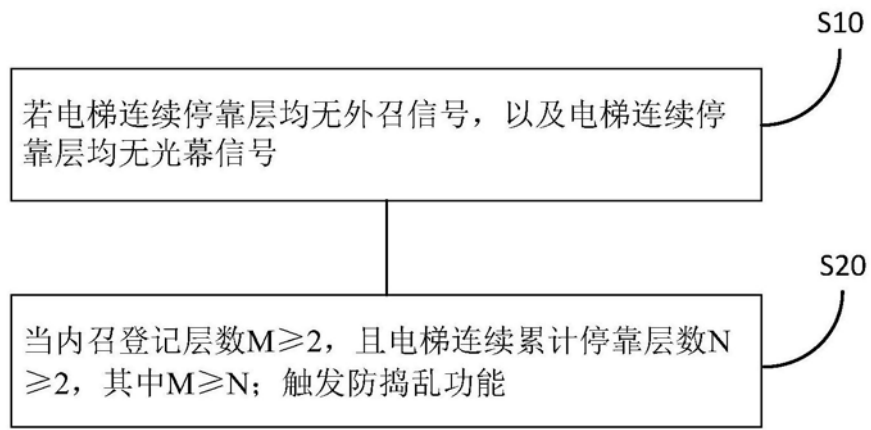 S10
若电梯连续停靠层均无外召信号，以及电梯连续停
靠层均无光幕信号
S20
当内召登记层数M≥2，且电梯连续累计停靠层数N
≥2，其中M≥N；触发防捣乱功能